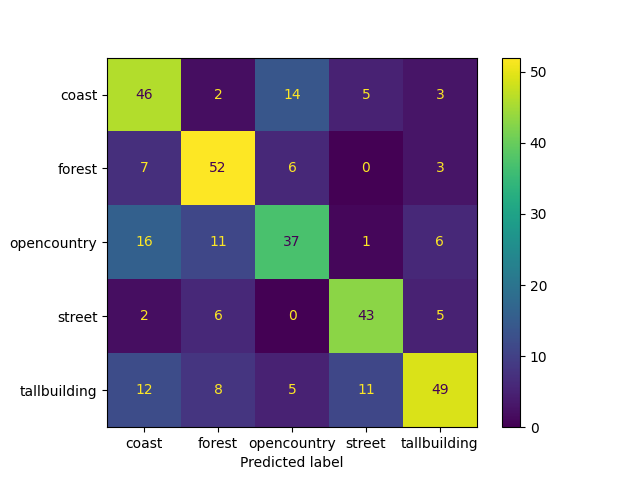 coast 46 2 14 5 3
forest 7 52 6 0 3
opencountry 16 11 37 1 6
street 2 6 0 43 5
tallbuilding 12 8 5 11 49
coast forest opencountry street tallbuilding
Predicted label
50
40
30
20
10
0